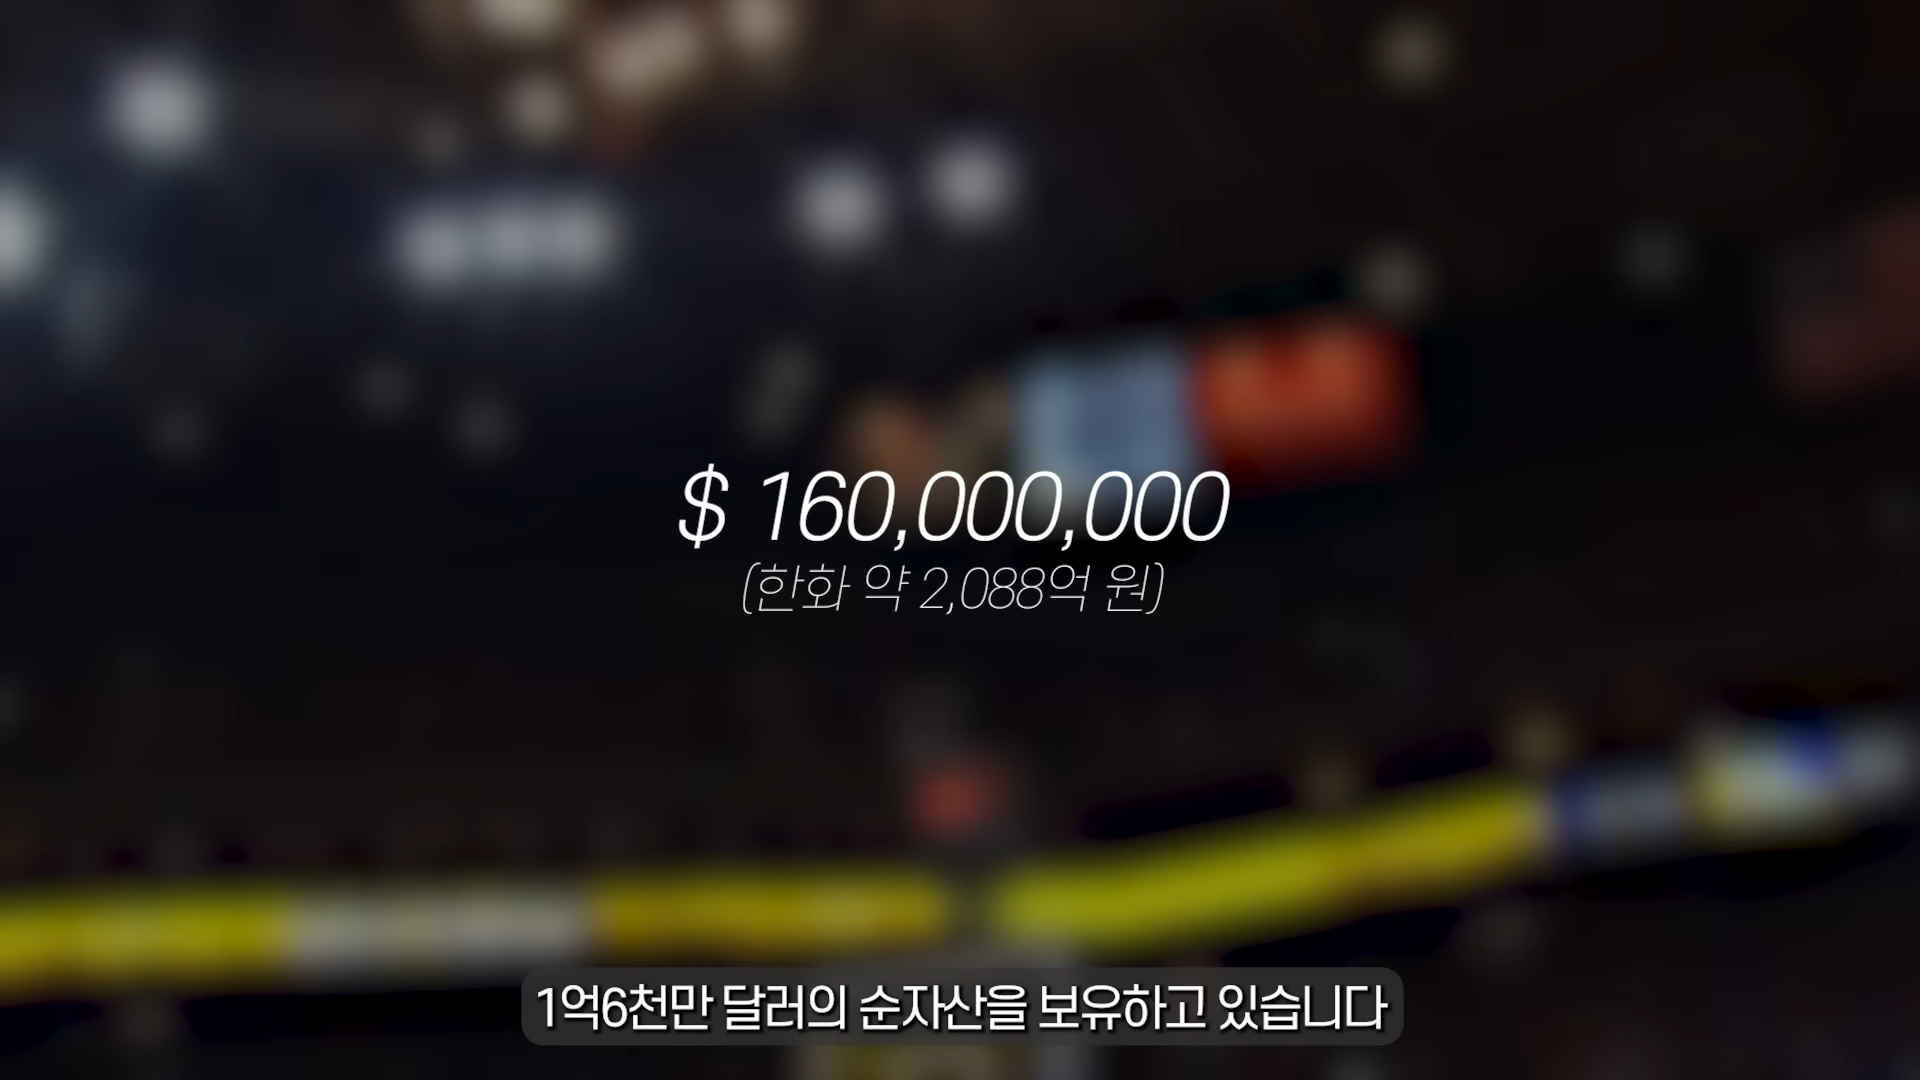 $ 160,000,000
(한화 약 2,088억 원)
1억6천만 달러의 순자산을 보유하고 있습니다